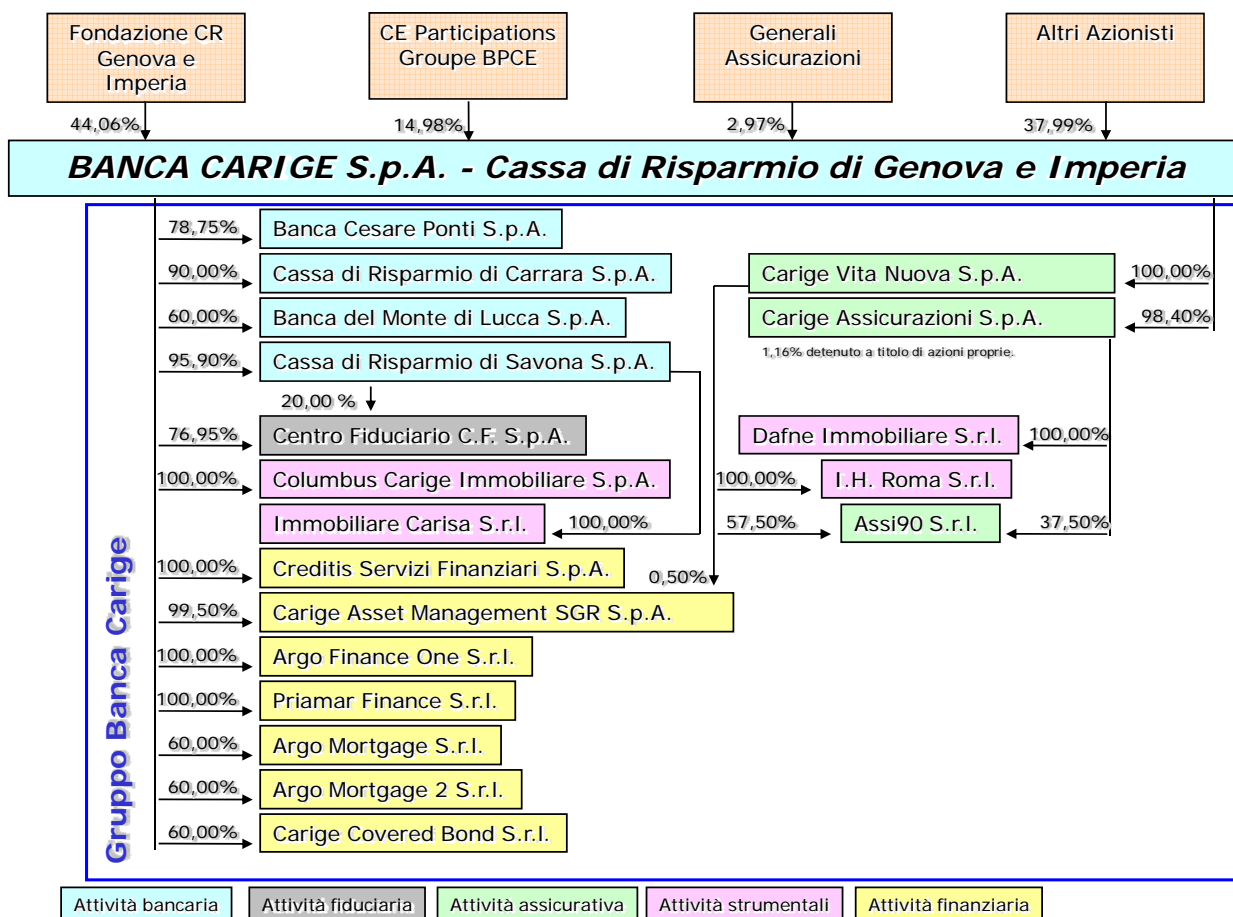 Fondazione CR
Genova e
Imperia
CE Participations
Groupe BPCE
Generali
Assicurazioni
Altri Azionisti
44,06%
14,98%
2,97%
37,99%
BANCA CARIGE S.p.A. - Cassa di Risparmio di Genova e Imperia
78,75%
Banca Cesare Ponti S.p.A.
90,00%
Cassa di Risparmio di Carrara S.p.A.
Carige Vita Nuova S.p.A.
100,00%
60,00%
Banca del Monte di Lucca S.p.A.
Carige Assicurazioni S.p.A.
98,40%
1,16% detenuto a titolo di azioni proprie.
95,90%
Cassa di Risparmio di Savona S.p.A.
20,00 %
76,95%
Centro Fiduciario C.F. S.p.A.
Dafne Immobiliare S.r.l.
100,00%
100,00%
Columbus Carige Immobiliare S.p.A.
100,00%
I.H. Roma S.r.l.
Immobiliare Carisa S.r.l.
100,00%
57,50%
Assi90 S.r.l.
37,50%
100,00%
Creditis Servizi Finanziari S.p.A.
0,50%
99,50%
Carige Asset Management SGR S.p.A.
100,00%
Argo Finance One S.r.l.
100,00%
Priamar Finance S.r.l.
60,00%
Argo Mortgage S.r.l.
60,00%
Argo Mortgage 2 S.r.l.
60,00%
Carige Covered Bond S.r.l.
Gruppo Banca Carige
Attività bancaria
Attività fiduciaria
Attività assicurativa
Attività strumentali
Attività finanziaria